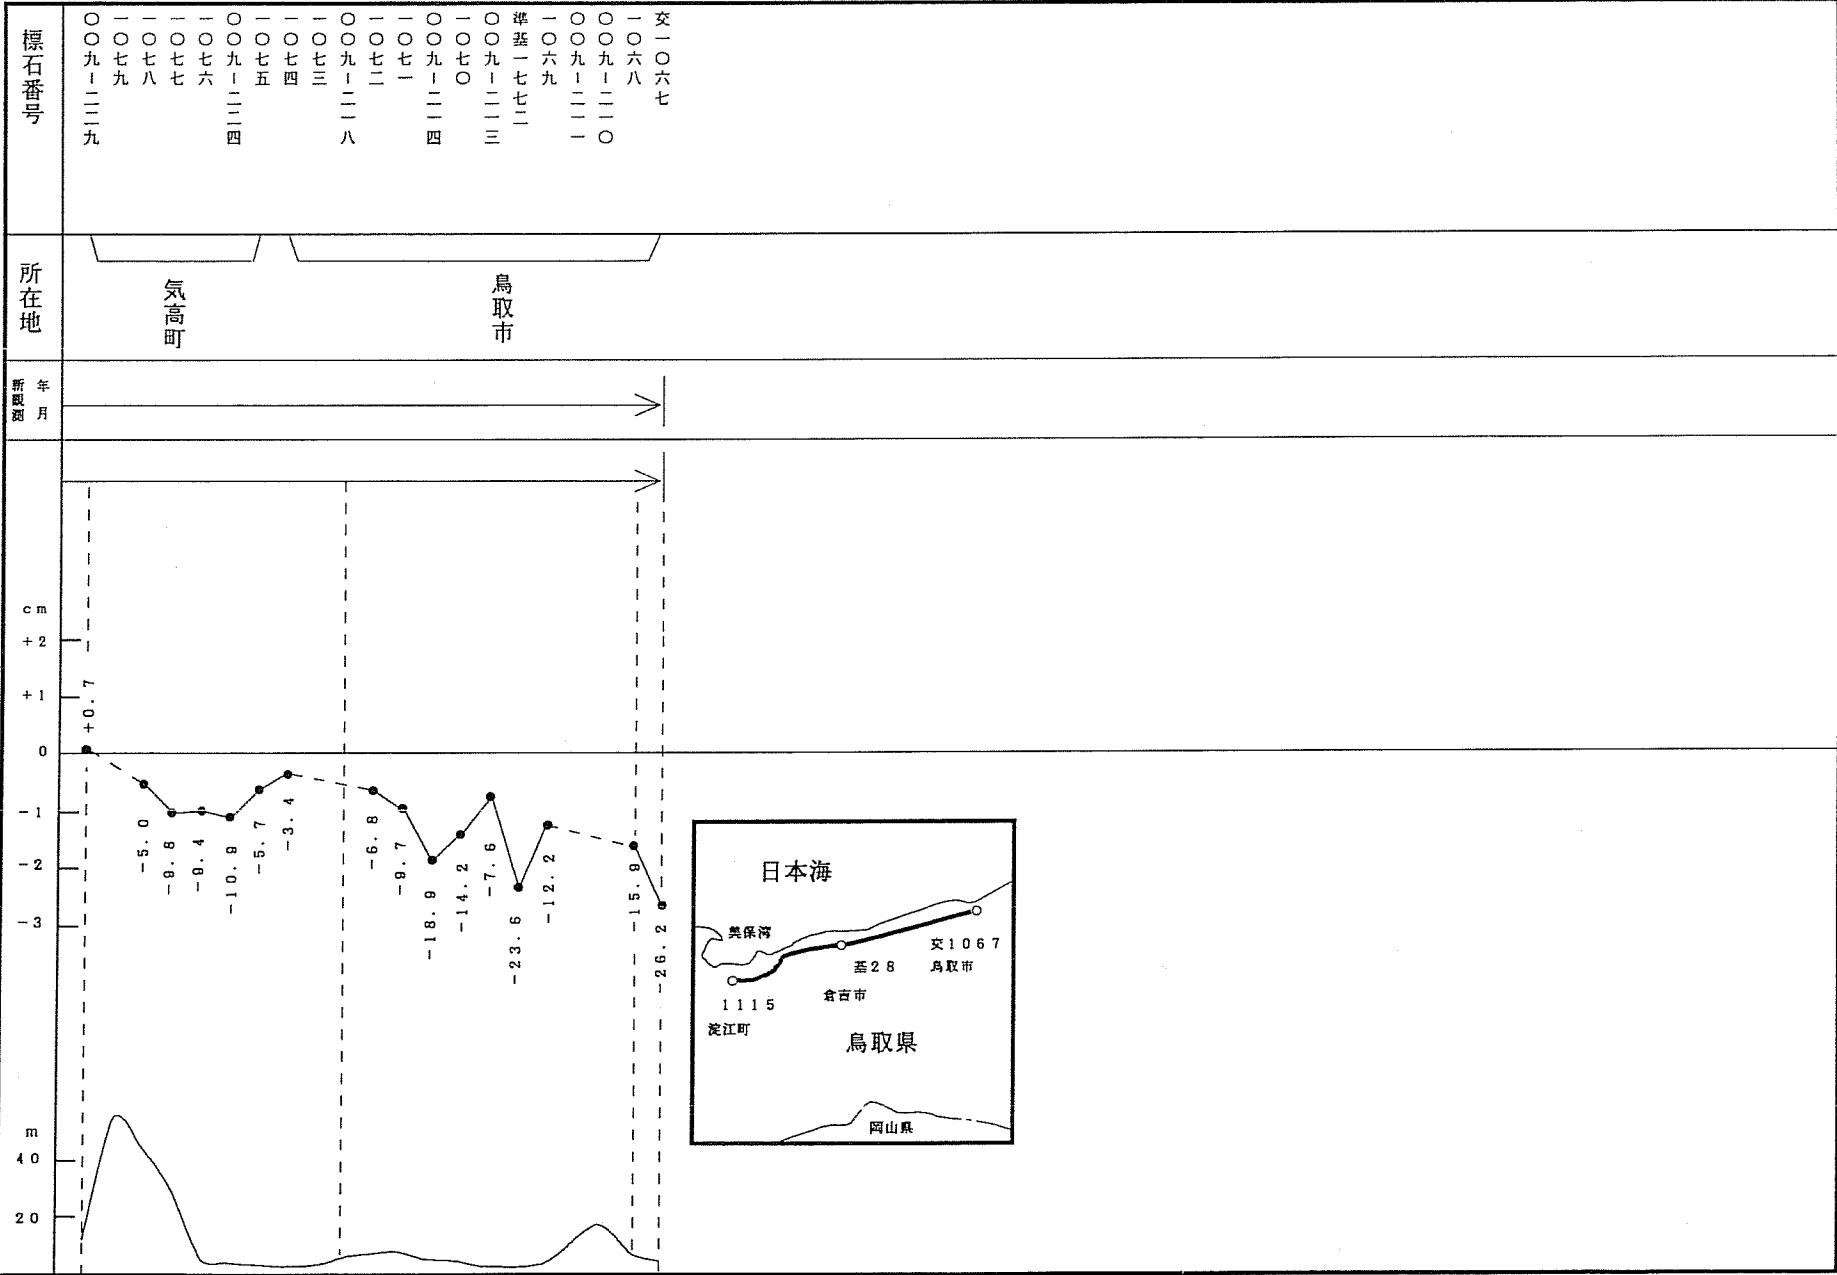 標石番号
〇〇九ー二二九
一〇七九
一〇七八
一〇七七
一〇七六
〇〇九ー二二四
一〇七五
一〇七四
一〇七三
〇〇九ー二一八
一〇七二
一〇七一
〇〇九ー二一四
一〇七〇
〇〇九ー二一三
準基一七七二
一〇六九
〇〇九ー二一一
〇〇九ー二一〇
一〇六八
交一〇六七
所在地
気高町
鳥取市
新観測
年月
cm
+2
+1
0
-1
-2
-3
+0.7
-5.0
-9.8
-9.4
-10.9
-5.7
-3.4
-6.8
-9.7
-18.9
-14.2
-7.6
-23.6
-12.2
-15.9
-26.2
m
40
20
日本海
美保湾
交1067
鳥取市
基28
倉吉市
1115
淀江町
鳥取県
岡山県